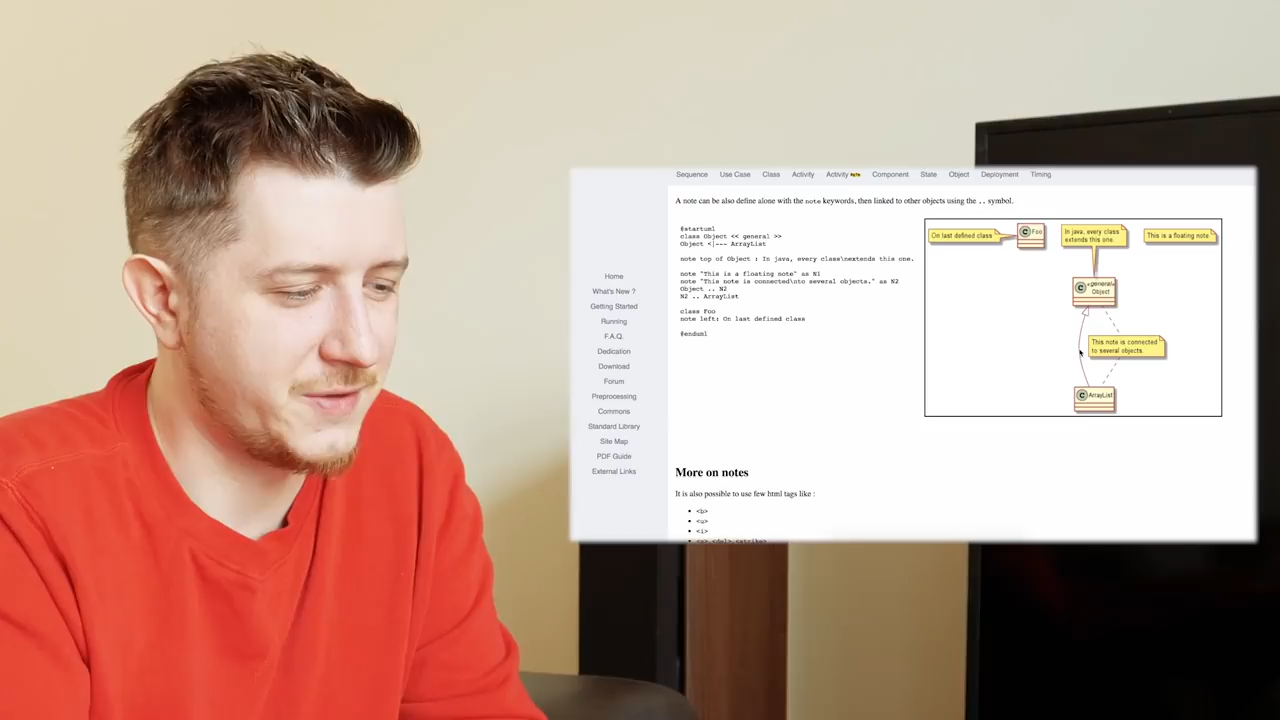 Sequence Use Case Class Activity Activity Component State Object Deployment Timing
A note can be also define alone with the note keywords, then linked to other objects using the .. symbol.
Home
What's New ?
Getting Started
Running
F.A.Q.
Dedication
Download
Forum
Preprocessing
Commons
Standard Library
Site Map
PDF Guide
External Links
@startuml
class Object << general >>
Object <|--- ArrayList
note top of Object : In java, every class\nextends this one.
note "This is a floating note" as N1
note "This note is connected\nto several objects." as N2
Object .. N2
N2 .. ArrayList
class Foo
note left: On last defined class
@enduml
On last defined class
C Foo
In java, every class
extends this one.
This is a floating note
C «general»
Object
This note is connected
to several objects.
C ArrayList
More on notes
It is also possible to use few html tags like :
<b>
<u>
<i>